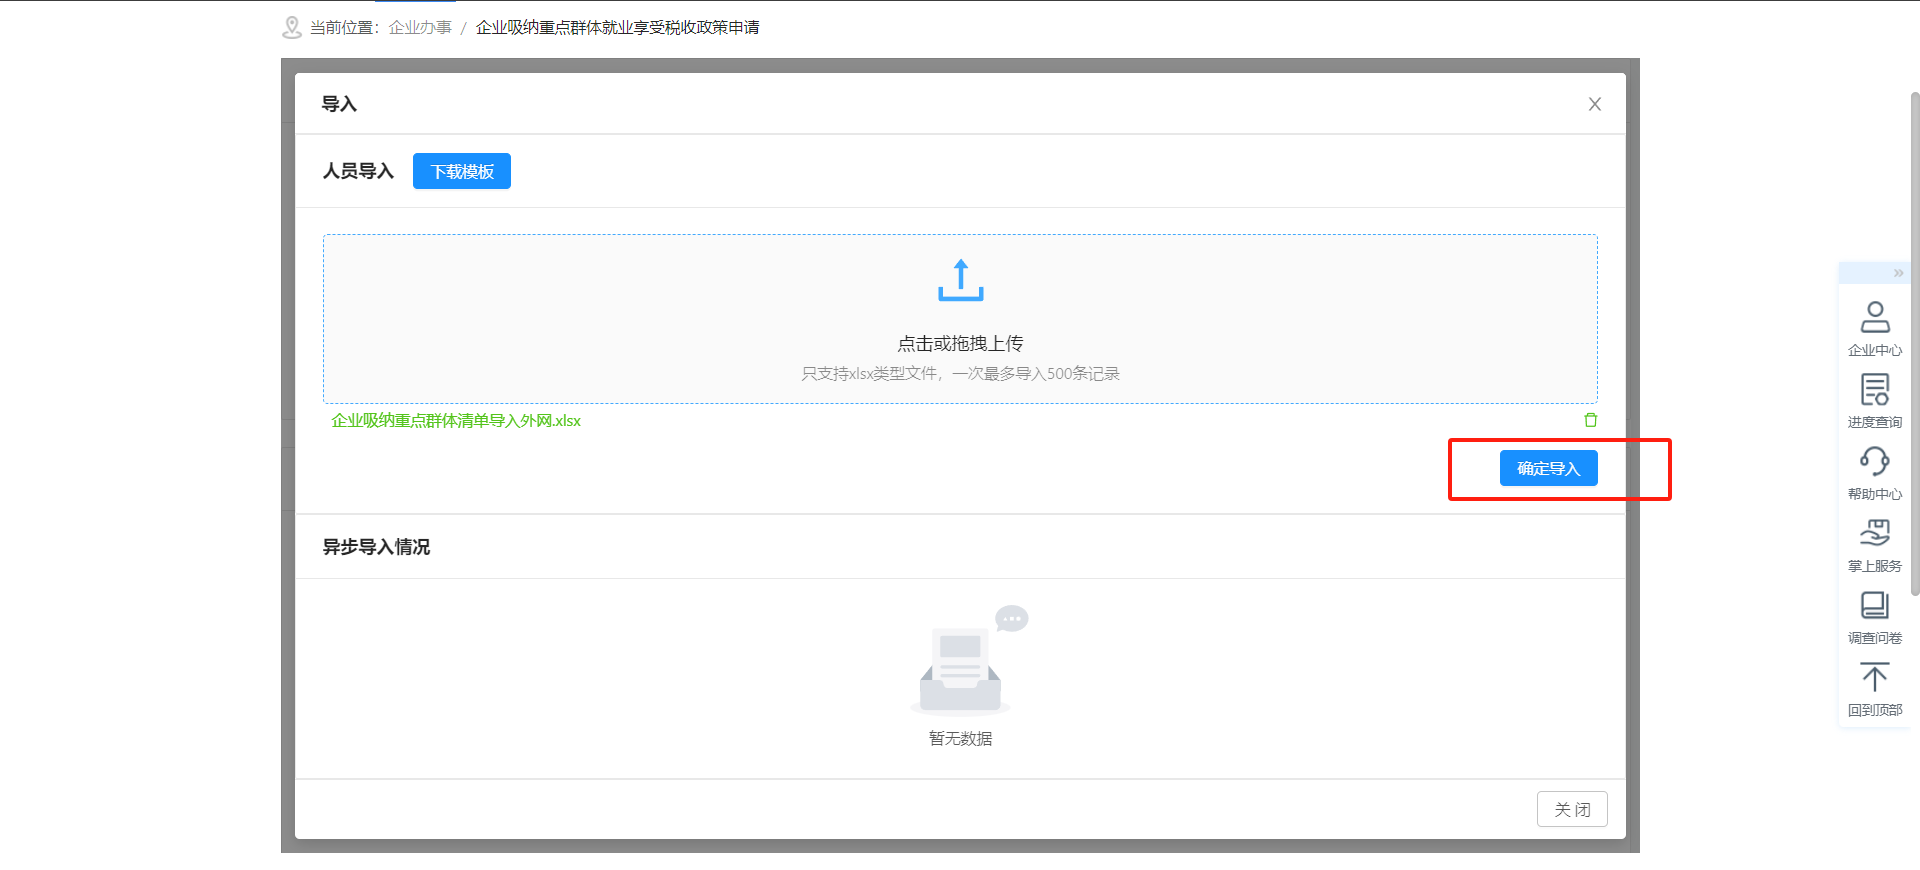 当前位置：企业办事 / 企业吸纳重点群体就业享受税收政策申请
导入
人员导入 下载模板
点击或拖拽上传
只支持xlsx类型文件，一次最多导入500条记录
企业吸纳重点群体清单导入外网.xlsx
确定导入
异步导入情况
暂无数据
关 闭
企业中心
进度查询
帮助中心
掌上服务
调查问卷
回到顶部